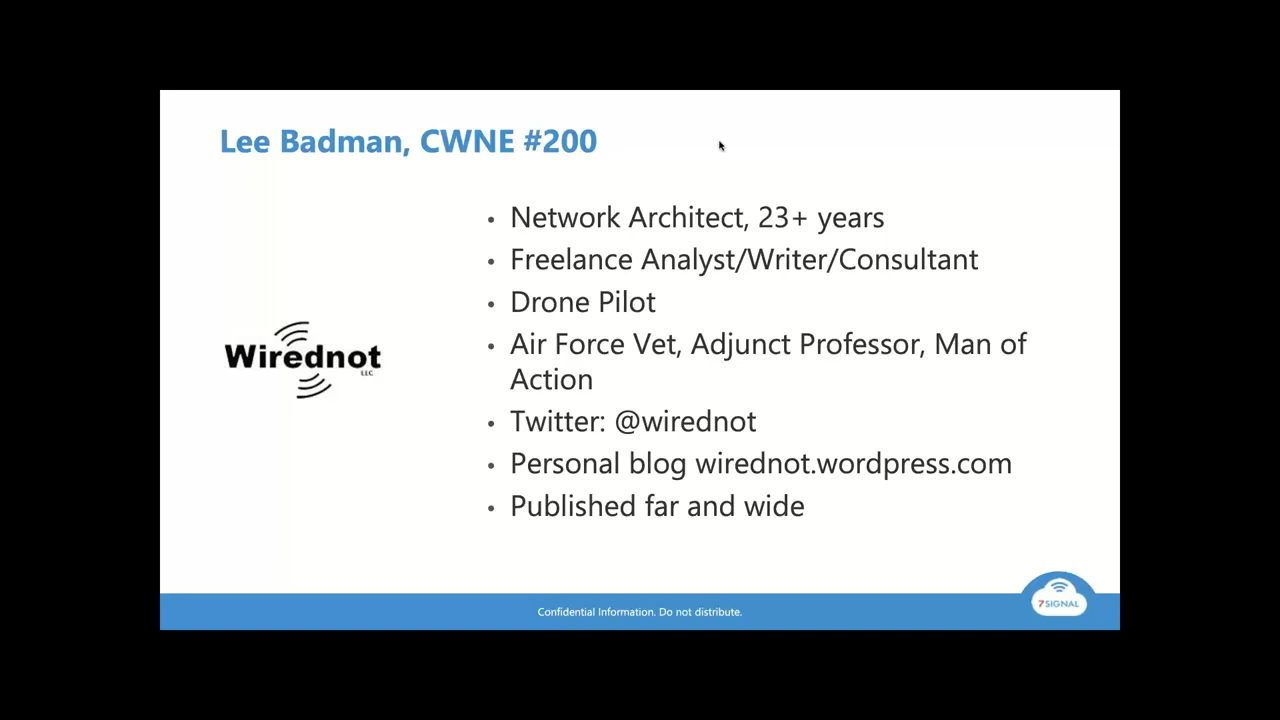 Lee Badman, CWNE #200
• Network Architect, 23+ years
• Freelance Analyst/Writer/Consultant
• Drone Pilot
• Air Force Vet, Adjunct Professor, Man of
Action
• Twitter: @wirednot
• Personal blog wirednot.wordpress.com
• Published far and wide
Wirednot
LLC
Confidential Information. Do not distribute.
7SIGNAL